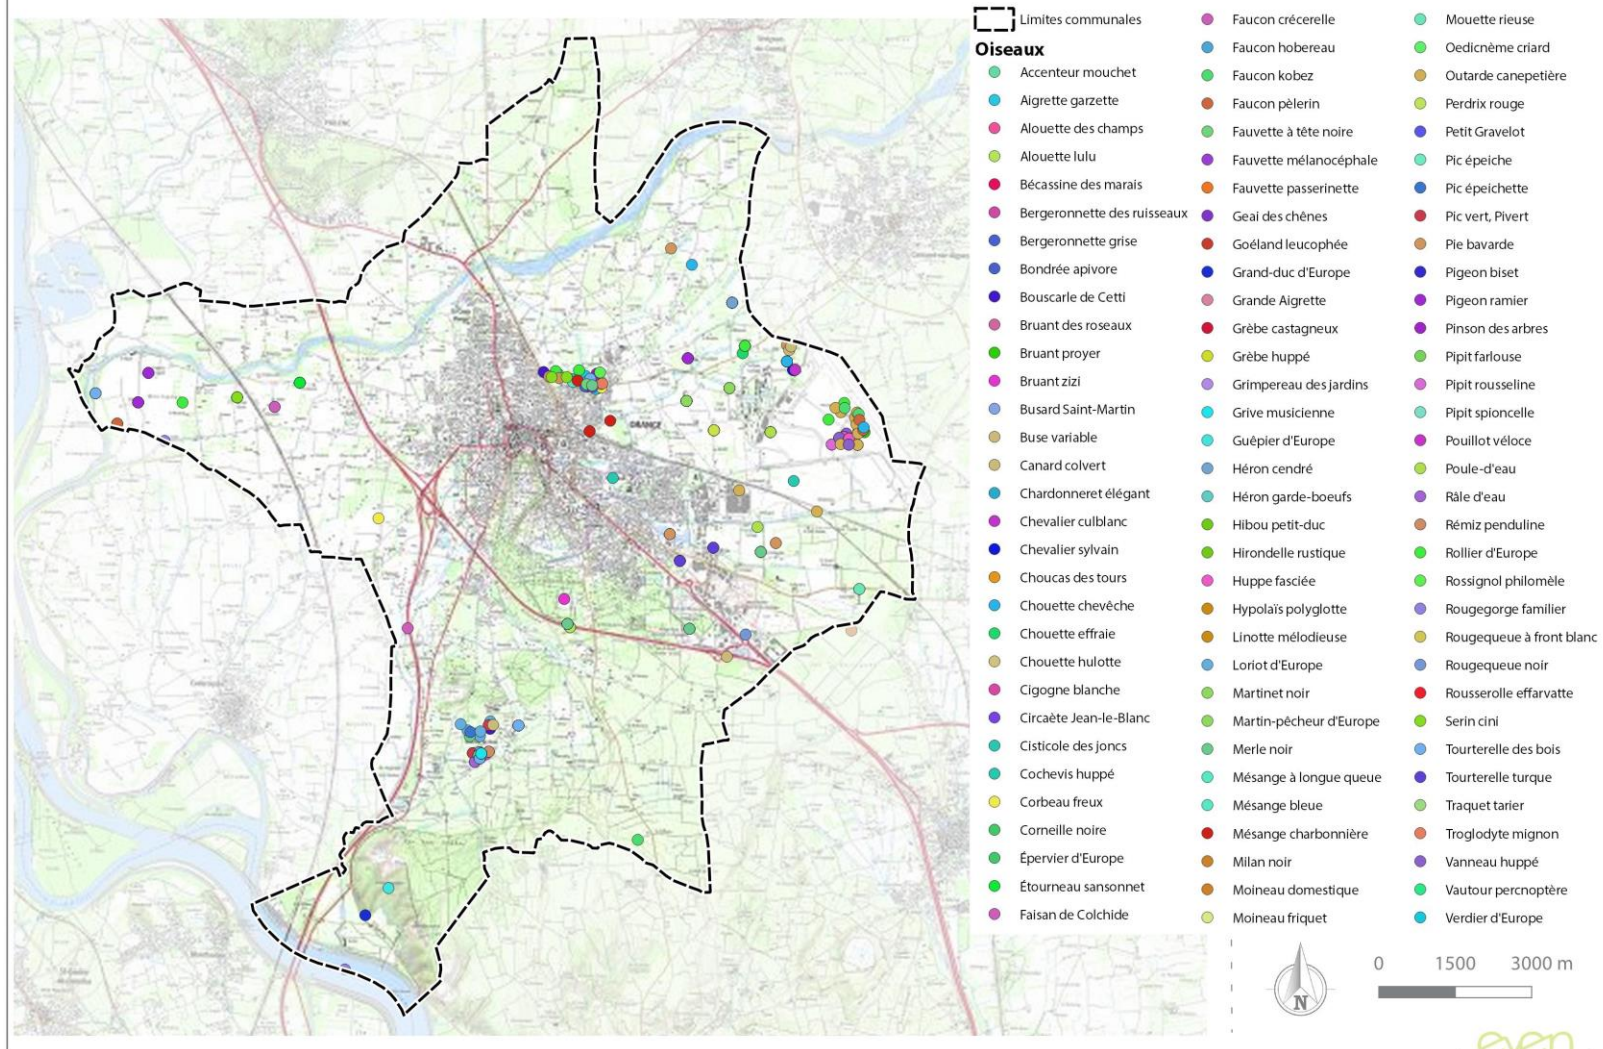 Limites communales
Oiseaux
Accenteur mouchet
Aigrette garzette
Alouette des champs
Alouette lulu
Bécassine des marais
Bergeronnette des ruisseaux
Bergeronnette grise
Bondrée apivore
Bouscarle de Cetti
Bruant des roseaux
Bruant proyer
Bruant zizi
Busard Saint-Martin
Buse variable
Canard colvert
Chardonneret élégant
Chevalier culblanc
Chevalier sylvain
Choucas des tours
Chouette chevêche
Chouette effraie
Chouette hulotte
Cigogne blanche
Circaète Jean-le-Blanc
Cisticole des joncs
Cochevis huppé
Corbeau freux
Corneille noire
Épervier d'Europe
Étourneau sansonnet
Faisan de Colchide
Faucon crécerelle
Faucon hobereau
Faucon kobez
Faucon pèlerin
Fauvette à tête noire
Fauvette mélanocéphale
Fauvette passerinette
Geai des chênes
Goéland leucophée
Grand-duc d'Europe
Grande Aigrette
Grèbe castagneux
Grèbe huppé
Grimpereau des jardins
Grive musicienne
Guêpier d'Europe
Héron cendré
Héron garde-boeufs
Hibou petit-duc
Hirondelle rustique
Huppe fasciée
Hypolaïs polyglotte
Linotte mélodieuse
Loriot d'Europe
Martinet noir
Martin-pêcheur d'Europe
Merle noir
Mésange à longue queue
Mésange bleue
Mésange charbonnière
Milan noir
Moineau domestique
Moineau friquet
Mouette rieuse
Oedicnème criard
Outarde canepetière
Perdrix rouge
Petit Gravelot
Pic épeiche
Pic épeichette
Pic vert, Pivert
Pie bavarde
Pigeon biset
Pigeon ramier
Pinson des arbres
Pipit farlouse
Pipit rousseline
Pipit spioncelle
Pouillot véloce
Poule-d'eau
Râle d'eau
Rémiz penduline
Rollier d'Europe
Rossignol philomèle
Rougegorge familier
Rougequeue à front blanc
Rougequeue noir
Rousserolle effarvatte
Serin cini
Tourterelle des bois
Tourterelle turque
Traquet tarier
Troglodyte mignon
Vanneau huppé
Vautour percnoptère
Verdier d'Europe
ORANGE
N
0 1500 3000 m
even